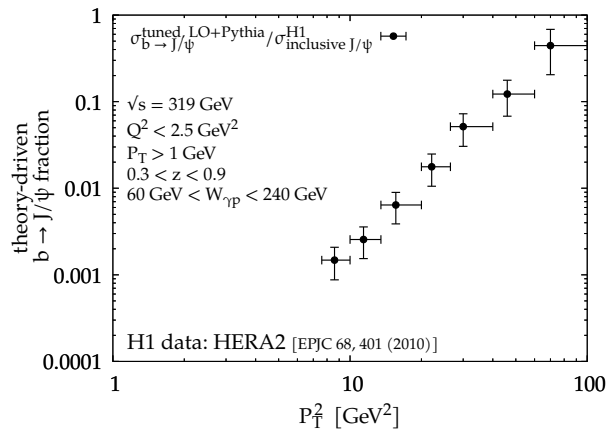 σ^{tuned, LO+Pythia}_{b → J/ψ}/σ^{H1}_{inclusive J/ψ}
√s = 319 GeV
Q² < 2.5 GeV²
P_T > 1 GeV
0.3 < z < 0.9
60 GeV < W_{γp} < 240 GeV
H1 data: HERA2 [EPJC 68, 401 (2010)]
theory-driven
b → J/ψ fraction
1
0.1
0.01
0.001
0.0001
1
10
100
P_T² [GeV²]